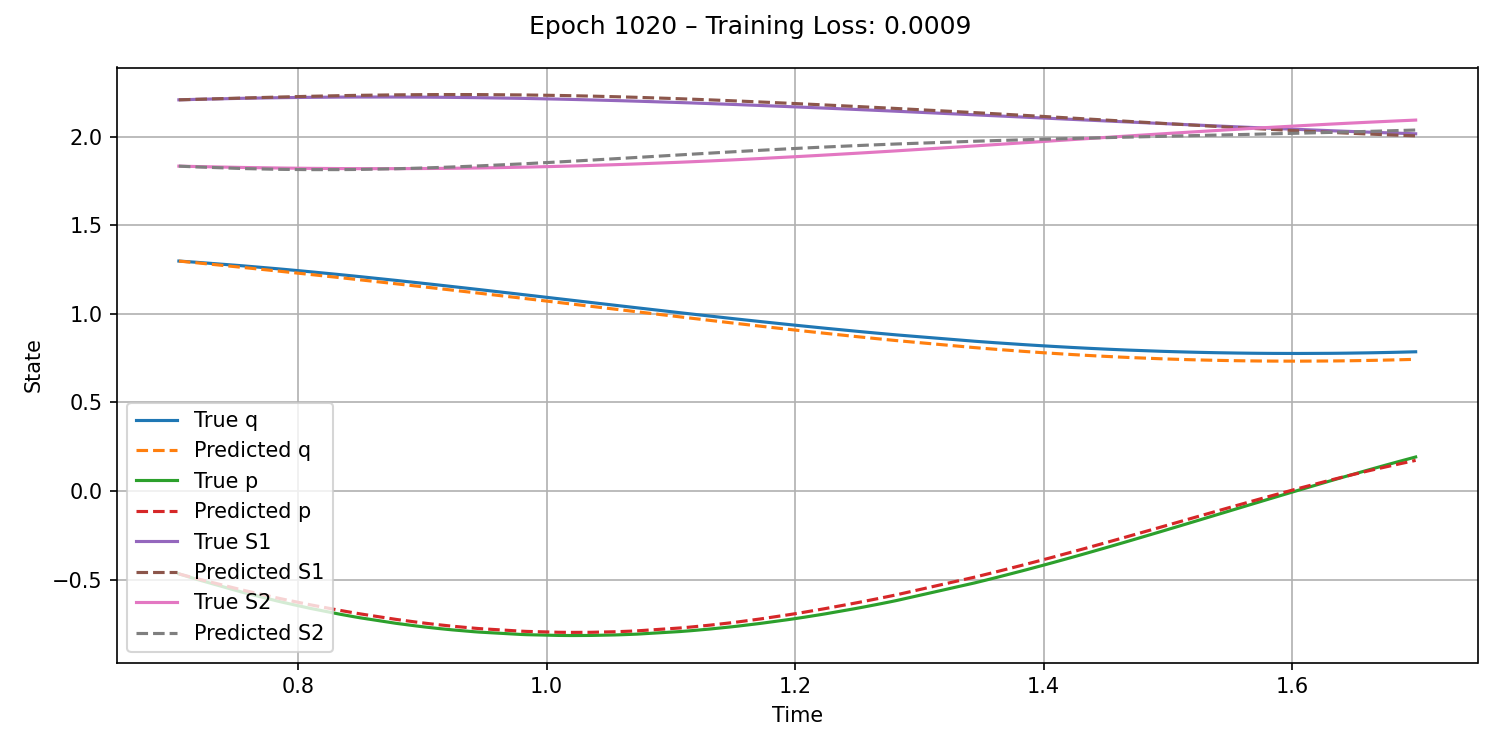 Epoch 1020 – Training Loss: 0.0009
State
2.0
1.5
1.0
0.5
0.0
−0.5
True q
Predicted q
True p
Predicted p
True S1
Predicted S1
True S2
Predicted S2
0.8 1.0 1.2 1.4 1.6
Time